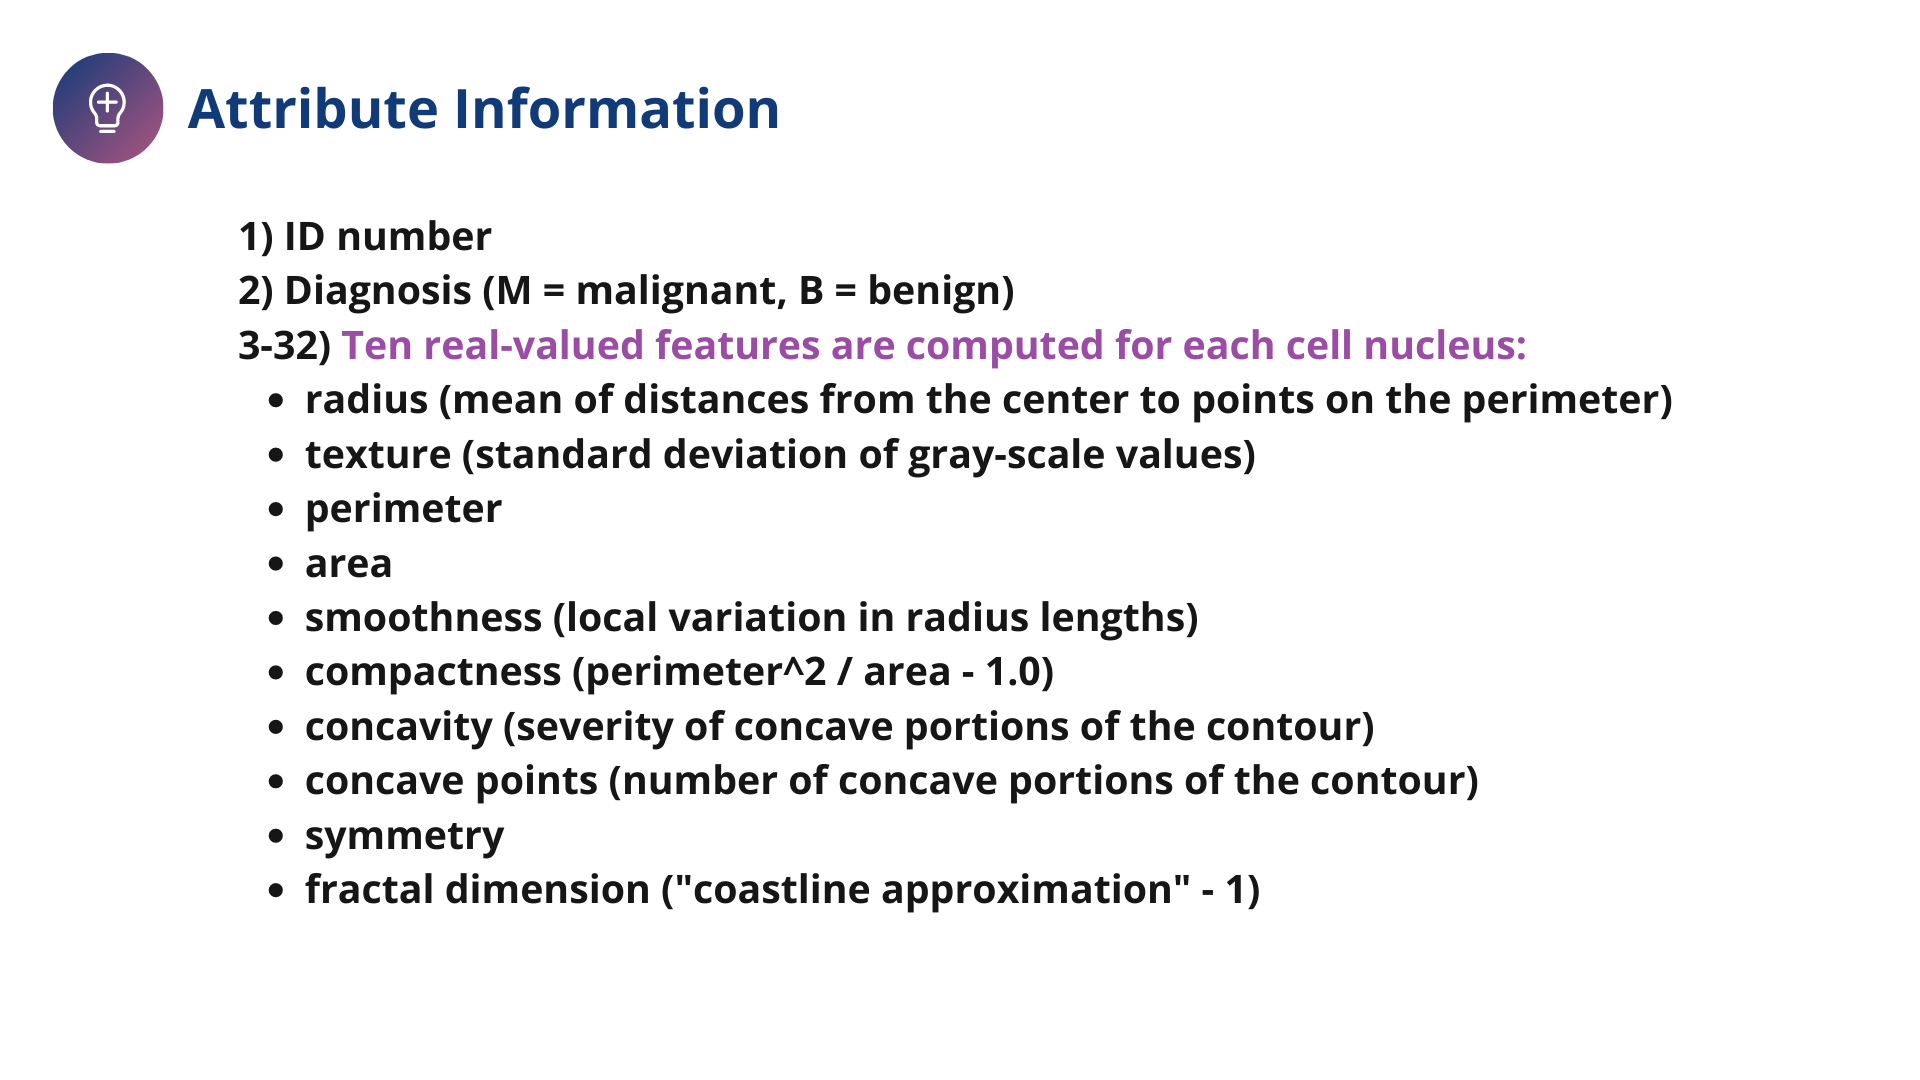 Attribute Information
1) ID number
2) Diagnosis (M = malignant, B = benign)
3-32) Ten real-valued features are computed for each cell nucleus:
• radius (mean of distances from the center to points on the perimeter)
• texture (standard deviation of gray-scale values)
• perimeter
• area
• smoothness (local variation in radius lengths)
• compactness (perimeter^2 / area - 1.0)
• concavity (severity of concave portions of the contour)
• concave points (number of concave portions of the contour)
• symmetry
• fractal dimension ("coastline approximation" - 1)